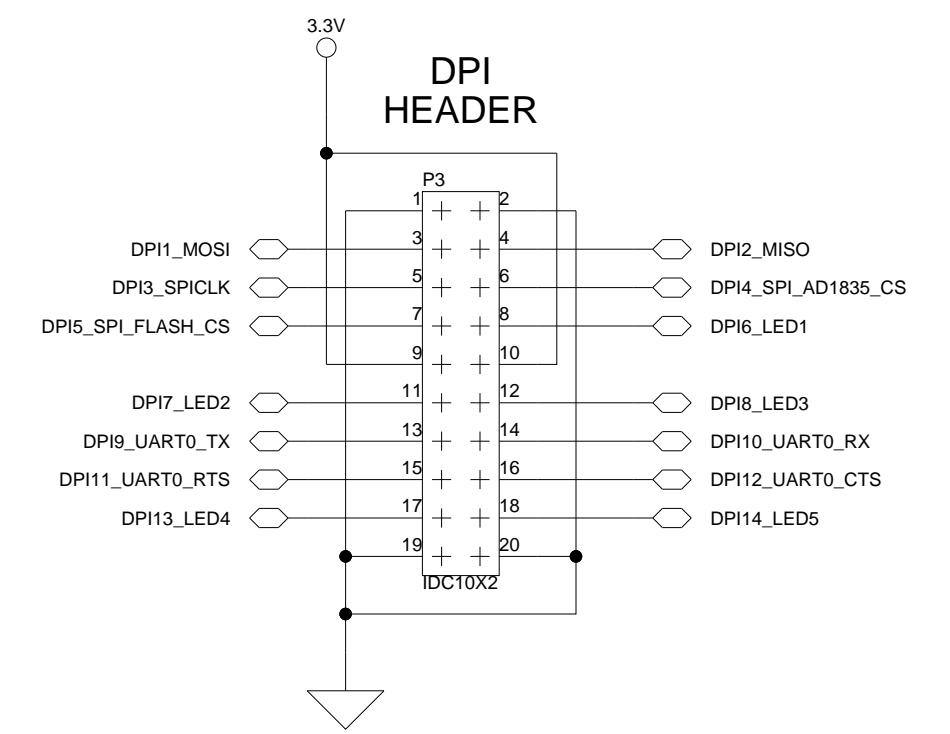 3.3V
DPI
HEADER
P3
1 2
DPI1_MOSI 3 4 DPI2_MISO
DPI3_SPICLK 5 6 DPI4_SPI_AD1835_CS
DPI5_SPI_FLASH_CS 7 8 DPI6_LED1
9 10
DPI7_LED2 11 12 DPI8_LED3
DPI9_UART0_TX 13 14 DPI10_UART0_RX
DPI11_UART0_RTS 15 16 DPI12_UART0_CTS
DPI13_LED4 17 18 DPI14_LED5
19 20
IDC10X2